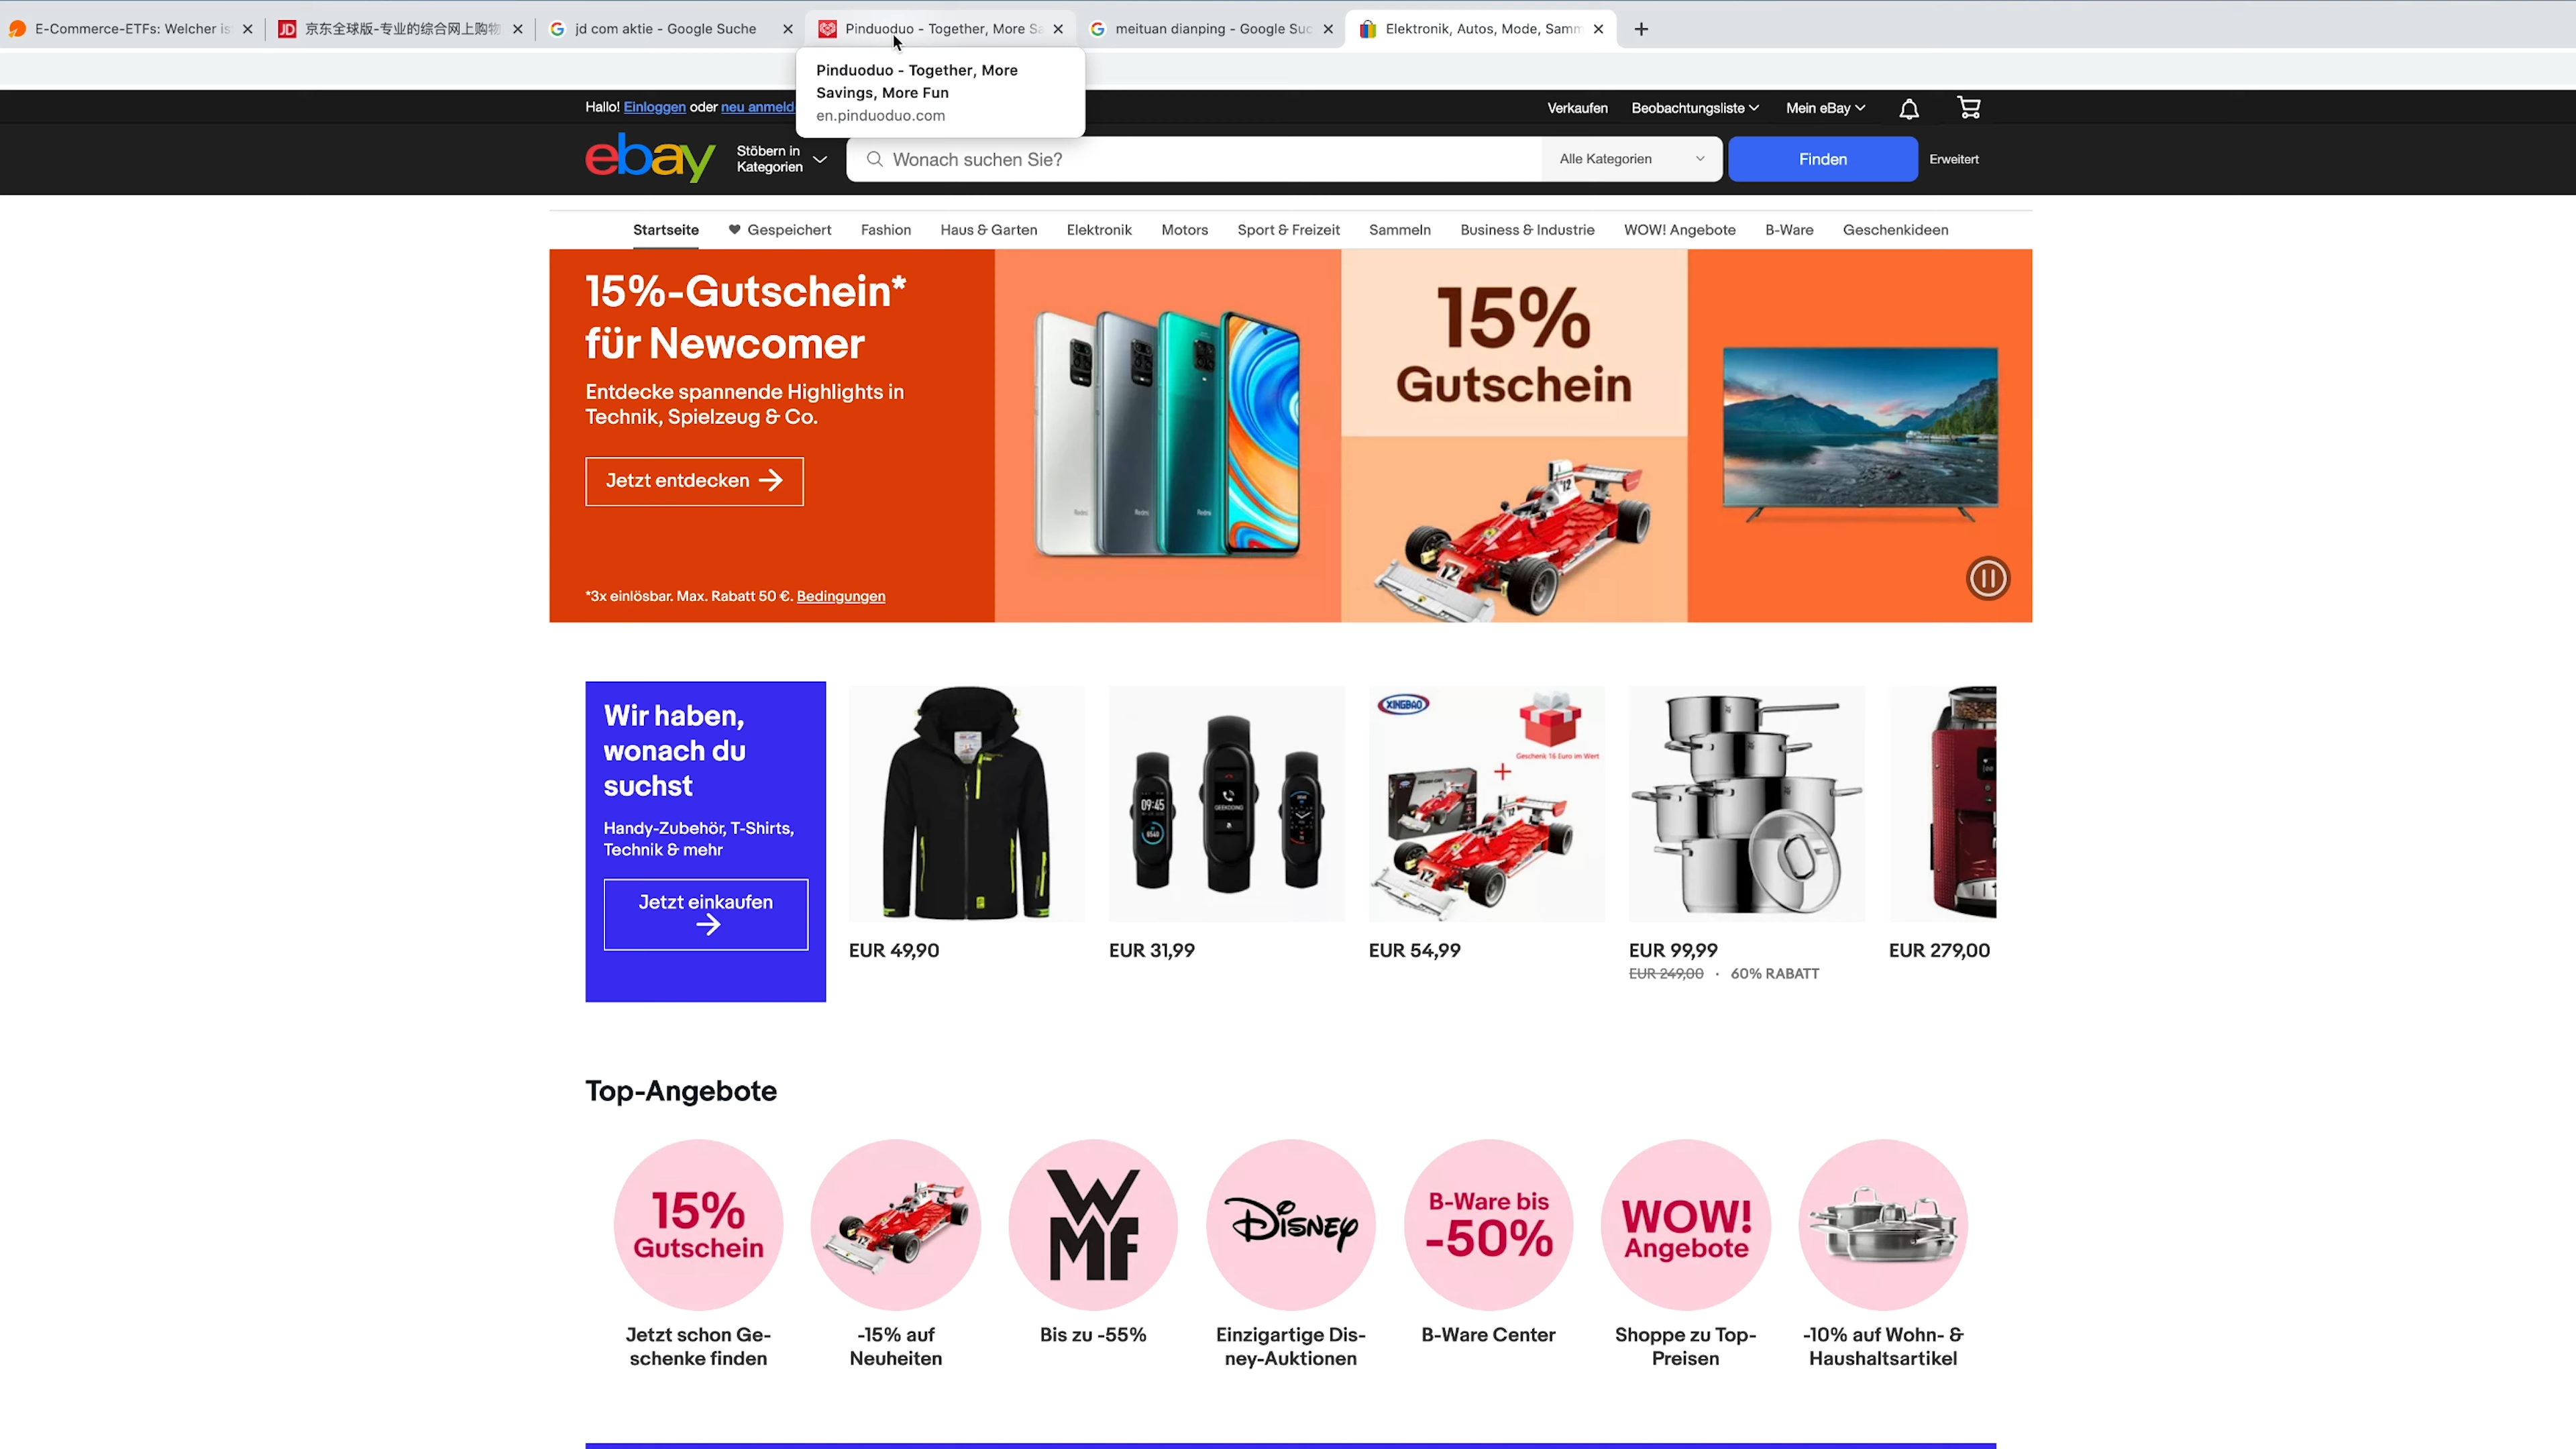 E-Commerce-ETFs: Welcher is
京东全球版-专业的综合网上购物
jd com aktie - Google Suche
Pinduoduo - Together, More Sa
meituan dianping - Google Suc
Elektronik, Autos, Mode, Samm
Pinduoduo - Together, More
Savings, More Fun
en.pinduoduo.com
Hallo! Einloggen oder neu anmelde
Verkaufen
Beobachtungsliste
Mein eBay
ebay
Stöbern in
Kategorien
Wonach suchen Sie?
Alle Kategorien
Finden
Erweitert
Startseite
Gespeichert
Fashion
Haus & Garten
Elektronik
Motors
Sport & Freizeit
Sammeln
Business & Industrie
WOW! Angebote
B-Ware
Geschenkideen
15%-Gutschein*
für Newcomer
Entdecke spannende Highlights in
Technik, Spielzeug & Co.
Jetzt entdecken
*3x einlösbar. Max. Rabatt 50 €. Bedingungen
15%
Gutschein
12
12
Wir haben,
wonach du
suchst
Handy-Zubehör, T-Shirts,
Technik & mehr
Jetzt einkaufen
09:45
XINGBAO
Geschenk 16 Euro im Wert
EUR 49,90
EUR 31,99
EUR 54,99
EUR 99,99
EUR 249,00 · 60% RABATT
EUR 279,00
Top-Angebote
15%
Gutschein
WMF
Disney
B-Ware bis
-50%
WOW!
Angebote
Jetzt schon Ge-
schenke finden
-15% auf
Neuheiten
Bis zu -55%
Einzigartige Dis-
ney-Auktionen
B-Ware Center
Shoppe zu Top-
Preisen
-10% auf Wohn- &
Haushaltsartikel